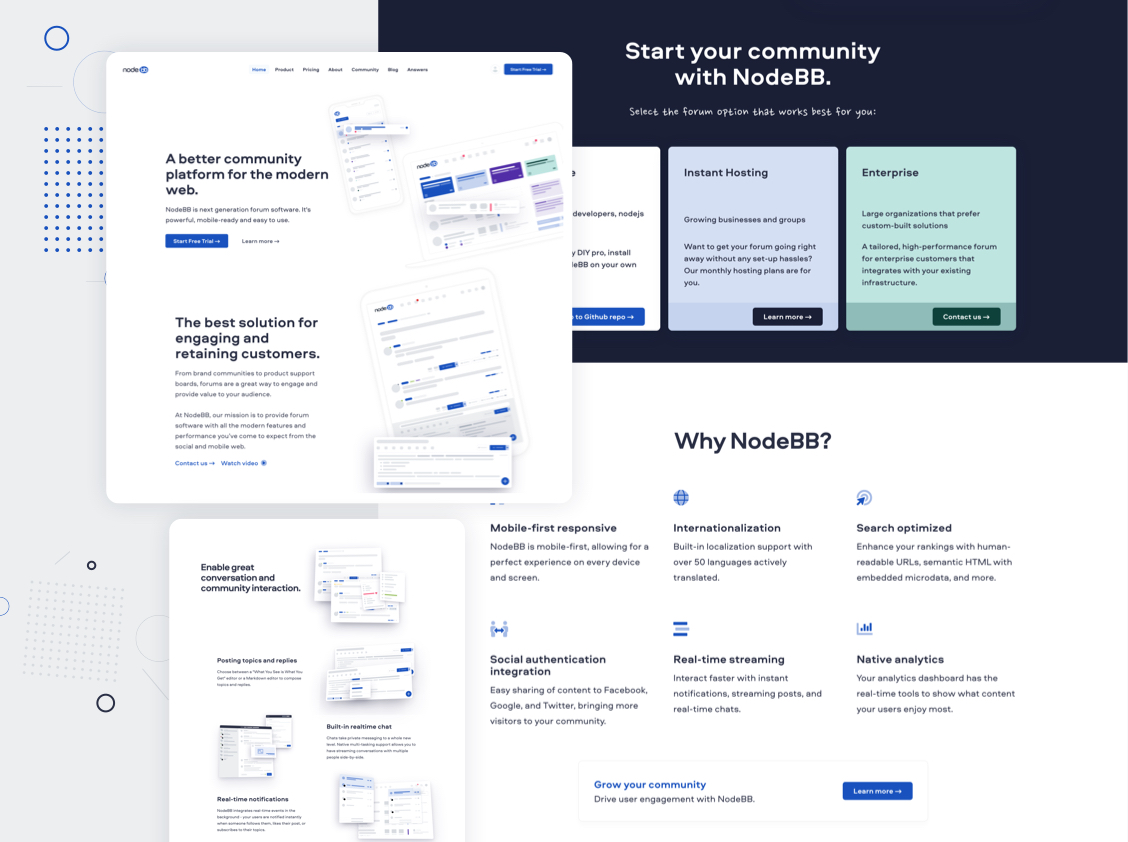 node BB
Home Product Pricing About Community Blog Answers
Start Free Trial →
A better community
platform for the modern
web.
NodeBB is next generation forum software. It's
powerful, mobile-ready and easy to use.
Start Free Trial → Learn more →
node BB
The best solution for
engaging and
retaining customers.
From brand communities to product support
boards, forums are a great way to engage and
provide value to your audience.
At NodeBB, our mission is to provide forum
software with all the modern features and
performance you've come to expect from the
social and mobile web.
Contact us → Watch video
node BB
Start your community
with NodeBB.
Select the forum option that works best for you:
developers, nodejs
DIY pro, install
on your own
to Github repo →
Instant Hosting
Growing businesses and groups
Want to get your forum going right
away without any set-up hassles?
Our monthly hosting plans are for
you.
Learn more →
Enterprise
Large organizations that prefer
custom-built solutions
A tailored, high-performance forum
for enterprise customers that
integrates with your existing
infrastructure.
Contact us →
Why NodeBB?
Mobile-first responsive
NodeBB is mobile-first, allowing for a
perfect experience on every device
and screen.
Internationalization
Built-in localization support with
over 50 languages actively
translated.
Search optimized
Enhance your rankings with human-
readable URLs, semantic HTML with
embedded microdata, and more.
Social authentication
integration
Easy sharing of content to Facebook,
Google, and Twitter, bringing more
visitors to your community.
Real-time streaming
Interact faster with instant
notifications, streaming posts, and
real-time chats.
Native analytics
Your analytics dashboard has the
real-time tools to show what content
your users enjoy most.
Grow your community
Drive user engagement with NodeBB.
Learn more →
Enable great
conversation and
community interaction.
Posting topics and replies
Choose between a "What You See is What You
Get" editor or a Markdown editor to compose
topics and replies.
Built-in realtime chat
Chats take private messaging to a whole new
level. Native multi-tasking support allows you to
have streaming conversations with multiple
people side-by-side.
Real-time notifications
NodeBB integrates real-time events in the
background - your users are notified instantly
when someone follows them, likes their post, or
subscribes to their topics.